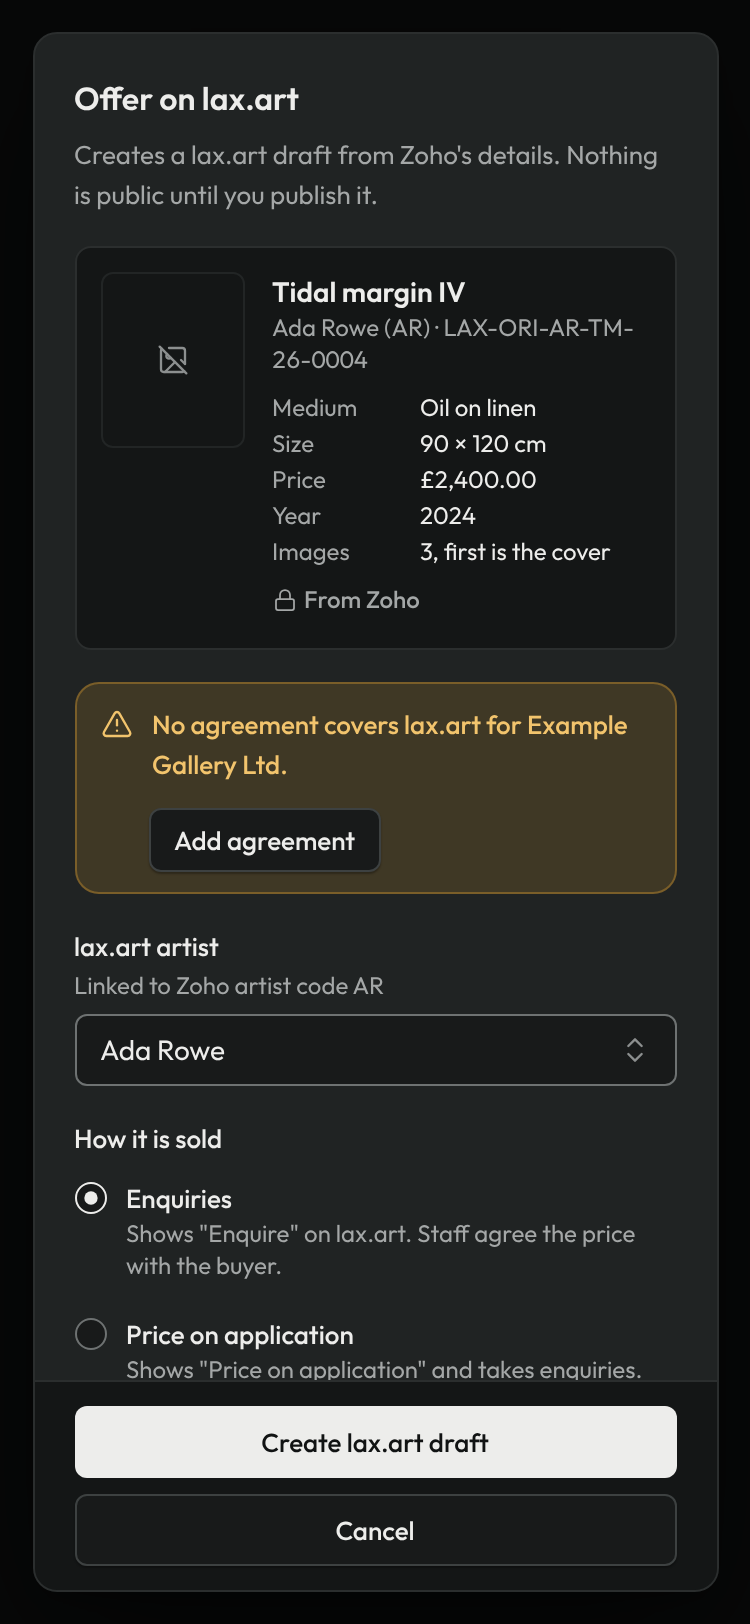 Offer on lax.art
Creates a lax.art draft from Zoho's details. Nothing
is public until you publish it.
Tidal margin IV
Ada Rowe (AR) · LAX-ORI-AR-TM-
26-0004
Medium Oil on linen
Size 90 × 120 cm
Price £2,400.00
Year 2024
Images 3, first is the cover
From Zoho
No agreement covers lax.art for Example
Gallery Ltd.
Add agreement
lax.art artist
Linked to Zoho artist code AR
Ada Rowe
How it is sold
Enquiries
Shows "Enquire" on lax.art. Staff agree the price
with the buyer.
Price on application
Shows "Price on application" and takes enquiries.
Create lax.art draft
Cancel